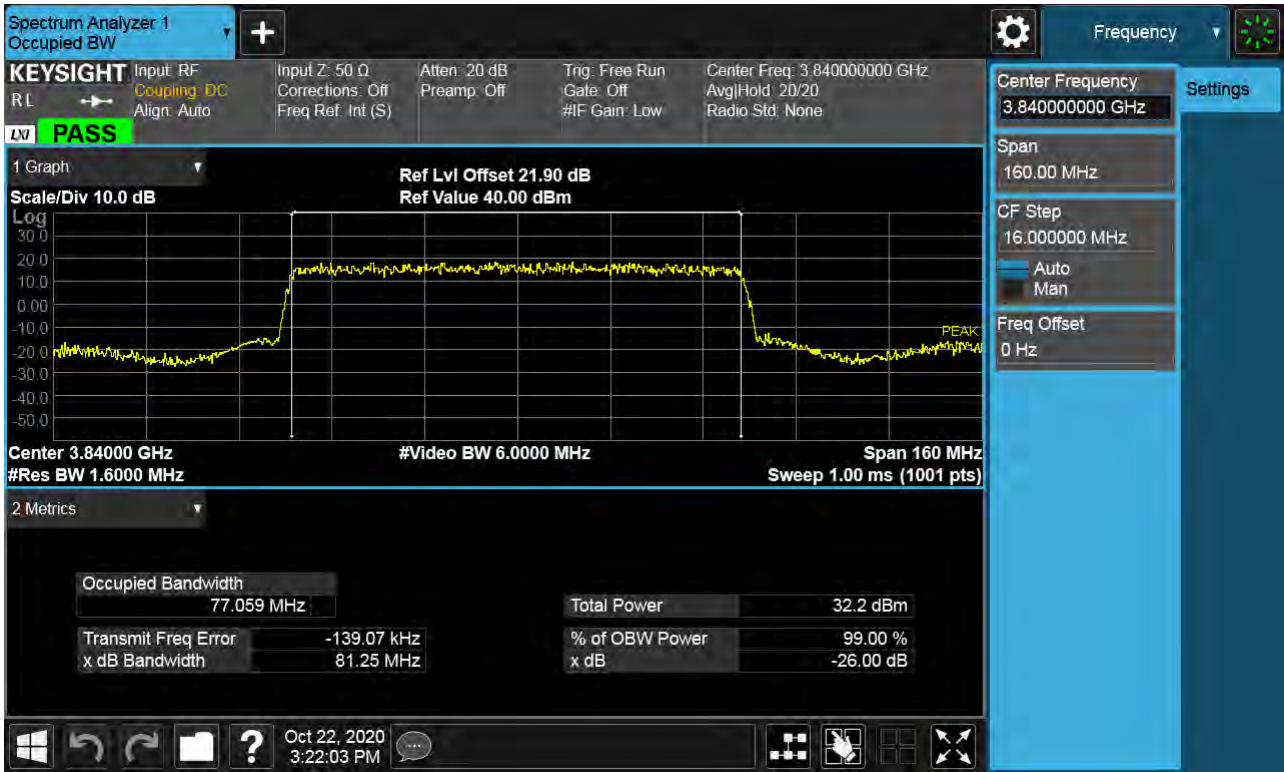 Spectrum Analyzer 1
Occupied BW
+
Frequency
KEYSIGHT
RL
LXI
PASS
Input: RF
Coupling: DC
Align: Auto
Input Z: 50 Ω
Corrections: Off
Freq Ref: Int (S)
Atten: 20 dB
Preamp: Off
Trig: Free Run
Gate: Off
#IF Gain: Low
Center Freq: 3.840000000 GHz
Avg|Hold: 20/20
Radio Std: None
Center Frequency
3.840000000 GHz
Settings
Span
160.00 MHz
CF Step
16.000000 MHz
Auto
Man
Freq Offset
0 Hz
1 Graph
Scale/Div 10.0 dB
Ref Lvl Offset 21.90 dB
Ref Value 40.00 dBm
Log
30.0
20.0
10.0
0.00
-10.0
-20.0
-30.0
-40.0
-50.0
PEAK
Center 3.84000 GHz
#Video BW 6.0000 MHz
Span 160 MHz
#Res BW 1.6000 MHz
Sweep 1.00 ms (1001 pts)
2 Metrics
Occupied Bandwidth
77.059 MHz
Total Power 32.2 dBm
Transmit Freq Error -139.07 kHz
% of OBW Power 99.00 %
x dB Bandwidth 81.25 MHz
x dB -26.00 dB
?
Oct 22, 2020
3:22:03 PM